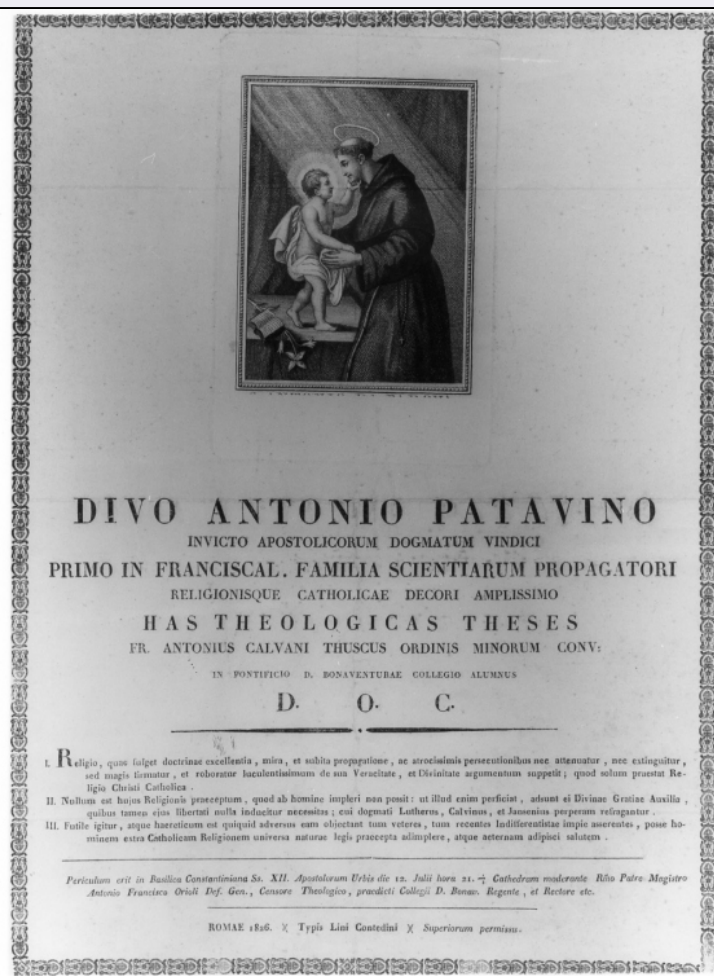 DIVO ANTONIO PATAVINO
INVICTO APOSTOLICORUM DOGMATUM VINDICI
PRIMO IN FRANCISCAL. FAMILIA SCIENTIARUM PROPAGATORI
RELIGIONISQUE CATHOLICAE DECORI AMPLISSIMO
HAS THEOLOGICAS THESES
FR. ANTONIUS CALVANI THUSCUS ORDINIS MINORUM CONV:
IN PONTIFICIO D. BONAVENTURAE COLLEGIO ALUMNUS
D. O. C.
I. Religio, quae fulget doctrinae excellentia, mira, et subita propagatione, ac atrocissimis persecutionibus nec attenuatur, nec extinguitur,
sed magis firmatur, et roboratur luculentissimum de sua Veracitate, et Divinitate argumentum suppetit; quod solum praestat Re-
ligio Christi Catholica.
II. Nullum est hujus Religionis praeceptum, quod ab homine impleri non possit: ut illud enim perficiat, adsunt ei Divinae Gratiae Auxilia,
quibus tamen ejus libertati nulla inducitur necessitas; cui dogmati Lutherus, Calvinus, et Jansenius perperam refragantur.
III. Futile igitur, atque haereticum est quiquid adversus eam objectant tum veteres, tum recentes Indifferentistae impie asserentes, posse ho-
minem extra Catholicam Religionem universa naturae legis praecepta adimplere, atque aeternam adipisci salutem.
Periculum erit in Basilica Constantiniana Ss. XII. Apostolorum Urbis die 12. Julii hora 21. ½ Cathedram moderante Rmo Patre Magistro
Antonio Francisco Orioli Def. Gen., Censore Theologico, praedicti Collegii D. Bonav. Regente, et Rectore etc.
ROMAE 1826. X Typis Lini Contedini X Superiorum permissu.